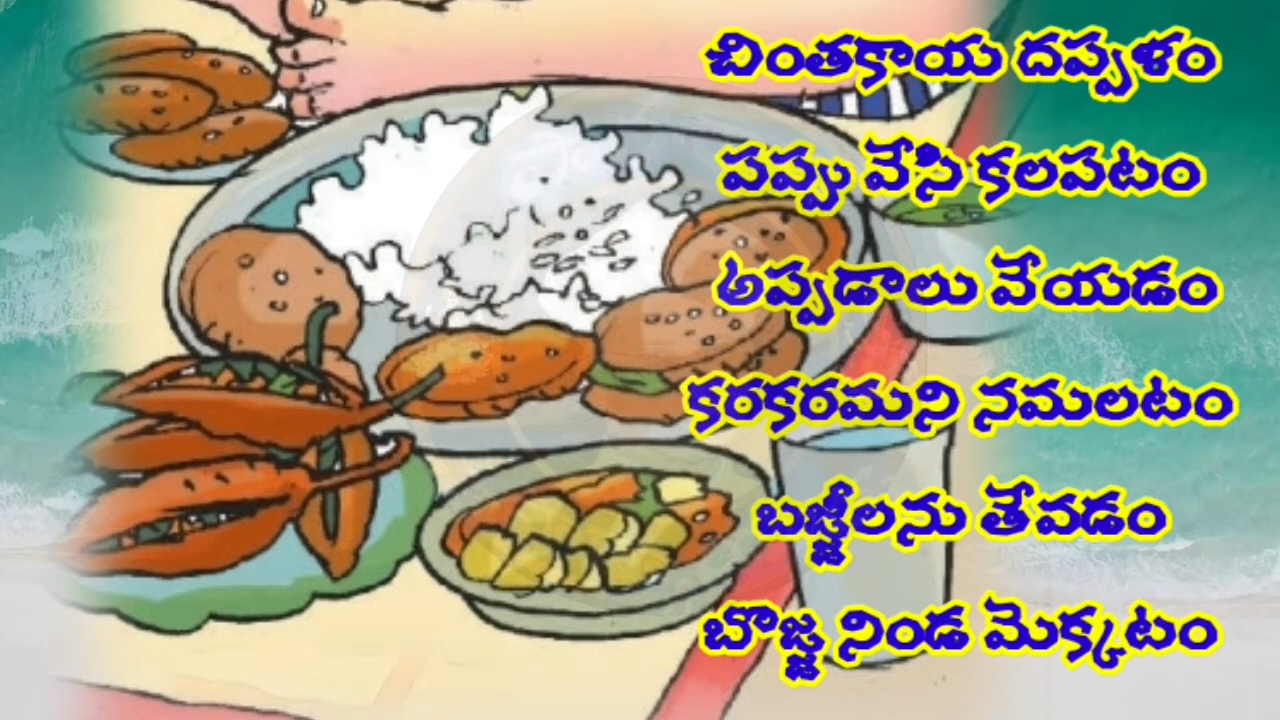 చింతకాయ దప్పళం
పప్పు వేసి కలపటం
అప్పడాలు వేయడం
కరకరమని నమలటం
బజ్జీలను తేవడం
బొజ్జ నిండ మెక్కటం